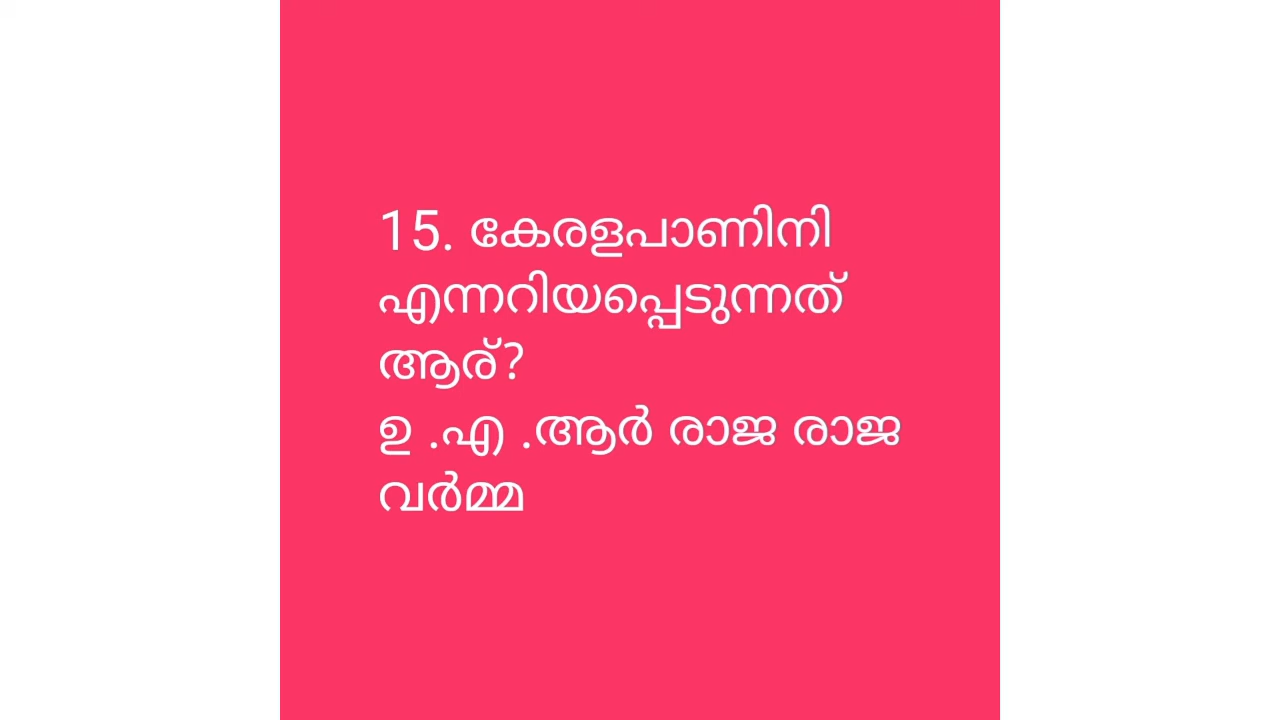 15. കേരളപാണിനി
എന്നറിയപ്പെടുന്നത്
ആര്?
ഉ .എ .ആർ രാജ രാജ
വർമ്മ